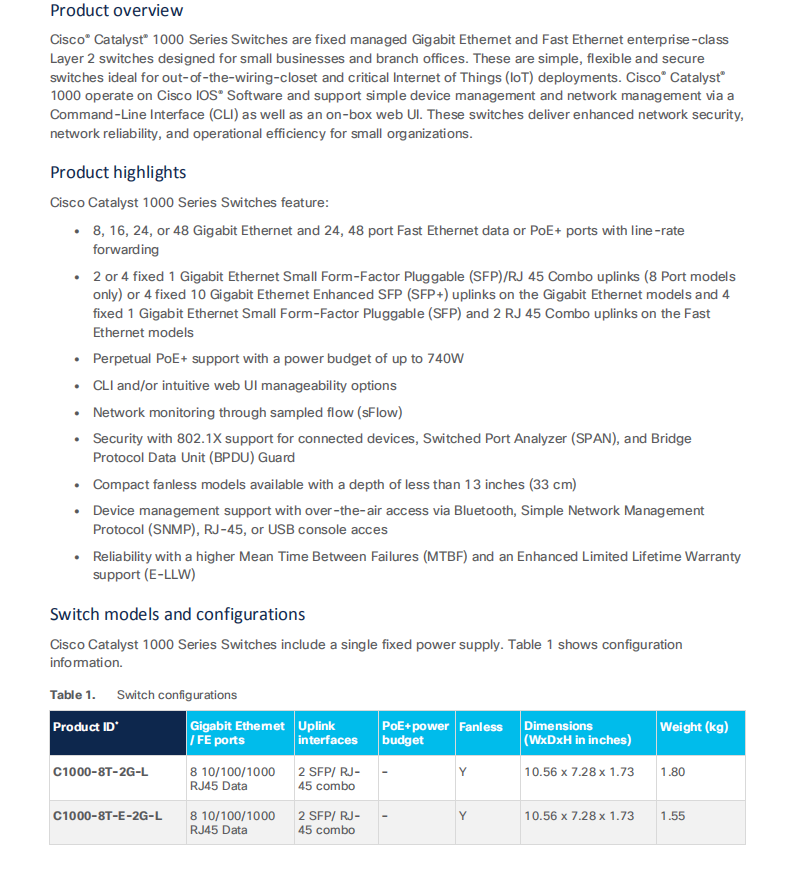 Product overview
Cisco® Catalyst® 1000 Series Switches are fixed managed Gigabit Ethernet and Fast Ethernet enterprise-class
Layer 2 switches designed for small businesses and branch offices. These are simple, flexible and secure
switches ideal for out-of-the-wiring-closet and critical Internet of Things (IoT) deployments. Cisco® Catalyst®
1000 operate on Cisco IOS® Software and support simple device management and network management via a
Command-Line Interface (CLI) as well as an on-box web UI. These switches deliver enhanced network security,
network reliability, and operational efficiency for small organizations.
Product highlights
Cisco Catalyst 1000 Series Switches feature:
• 8, 16, 24, or 48 Gigabit Ethernet and 24, 48 port Fast Ethernet data or PoE+ ports with line-rate
forwarding
• 2 or 4 fixed 1 Gigabit Ethernet Small Form-Factor Pluggable (SFP)/RJ 45 Combo uplinks (8 Port models
only) or 4 fixed 10 Gigabit Ethernet Enhanced SFP (SFP+) uplinks on the Gigabit Ethernet models and 4
fixed 1 Gigabit Ethernet Small Form-Factor Pluggable (SFP) and 2 RJ 45 Combo uplinks on the Fast
Ethernet models
• Perpetual PoE+ support with a power budget of up to 740W
• CLI and/or intuitive web UI manageability options
• Network monitoring through sampled flow (sFlow)
• Security with 802.1X support for connected devices, Switched Port Analyzer (SPAN), and Bridge
Protocol Data Unit (BPDU) Guard
• Compact fanless models available with a depth of less than 13 inches (33 cm)
• Device management support with over-the-air access via Bluetooth, Simple Network Management
Protocol (SNMP), RJ-45, or USB console acces
• Reliability with a higher Mean Time Between Failures (MTBF) and an Enhanced Limited Lifetime Warranty
support (E-LLW)
Switch models and configurations
Cisco Catalyst 1000 Series Switches include a single fixed power supply. Table 1 shows configuration
information.
Table 1. Switch configurations
Product ID* Gigabit Ethernet Uplink PoE+power Fanless Dimensions Weight (kg)
/ FE ports interfaces budget (WxDxH in inches)
C1000-8T-2G-L 8 10/100/1000 2 SFP/ RJ- – Y 10.56 x 7.28 x 1.73 1.80
RJ45 Data 45 combo
C1000-8T-E-2G-L 8 10/100/1000 2 SFP/ RJ- – Y 10.56 x 7.28 x 1.73 1.55
RJ45 Data 45 combo